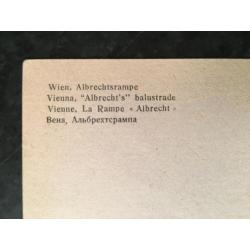 Wien, Albrechtsrampe
Vienna, "Albrecht's" balustrade
Vienne, La Rampe « Albrecht »
Вена, Альбрехтсрампа